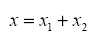 x = x₁ + x₂